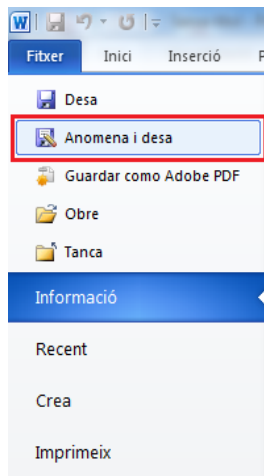 W
Fitxer Inici Inserció P
Desa
Anomena i desa
Guardar como Adobe PDF
Obre
Tanca
Informació
Recent
Crea
Imprimeix